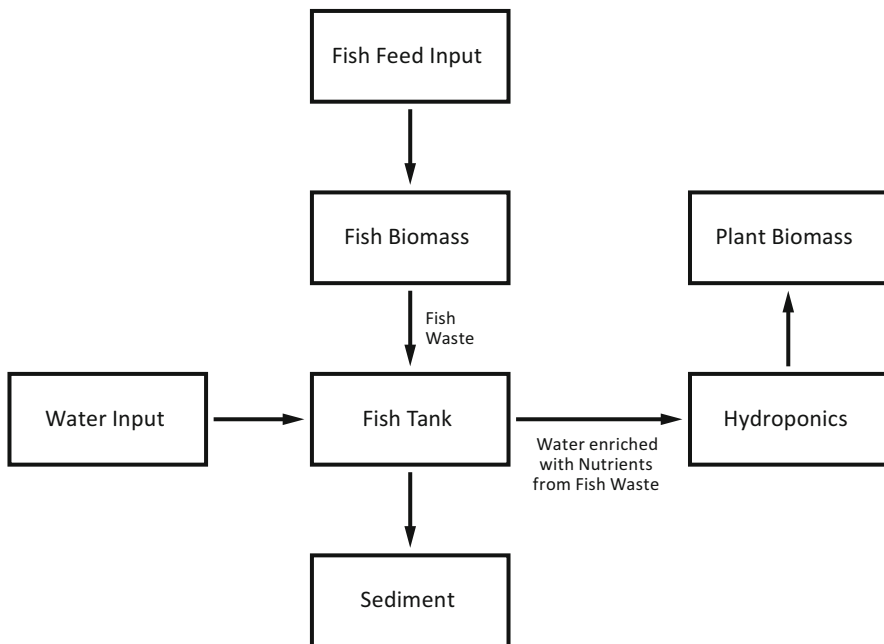 Fish Feed Input
Fish Biomass
Plant Biomass
Fish
Waste
Water Input
Fish Tank
Hydroponics
Water enriched
with Nutrients
from Fish Waste
Sediment